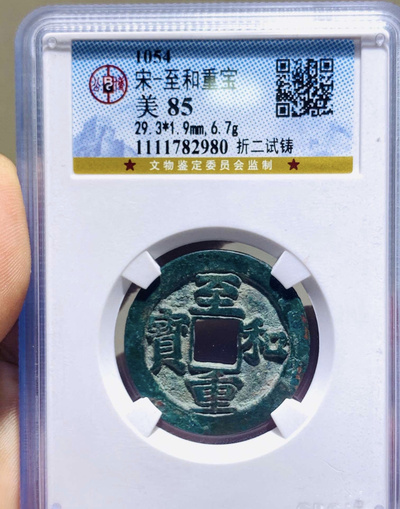 1054
宋-至和重宝
美 85
29.3*1.9mm,6.7g
1111782980 折二试铸
★ 文物鉴定委员会监制 ★
至
寳 和
重